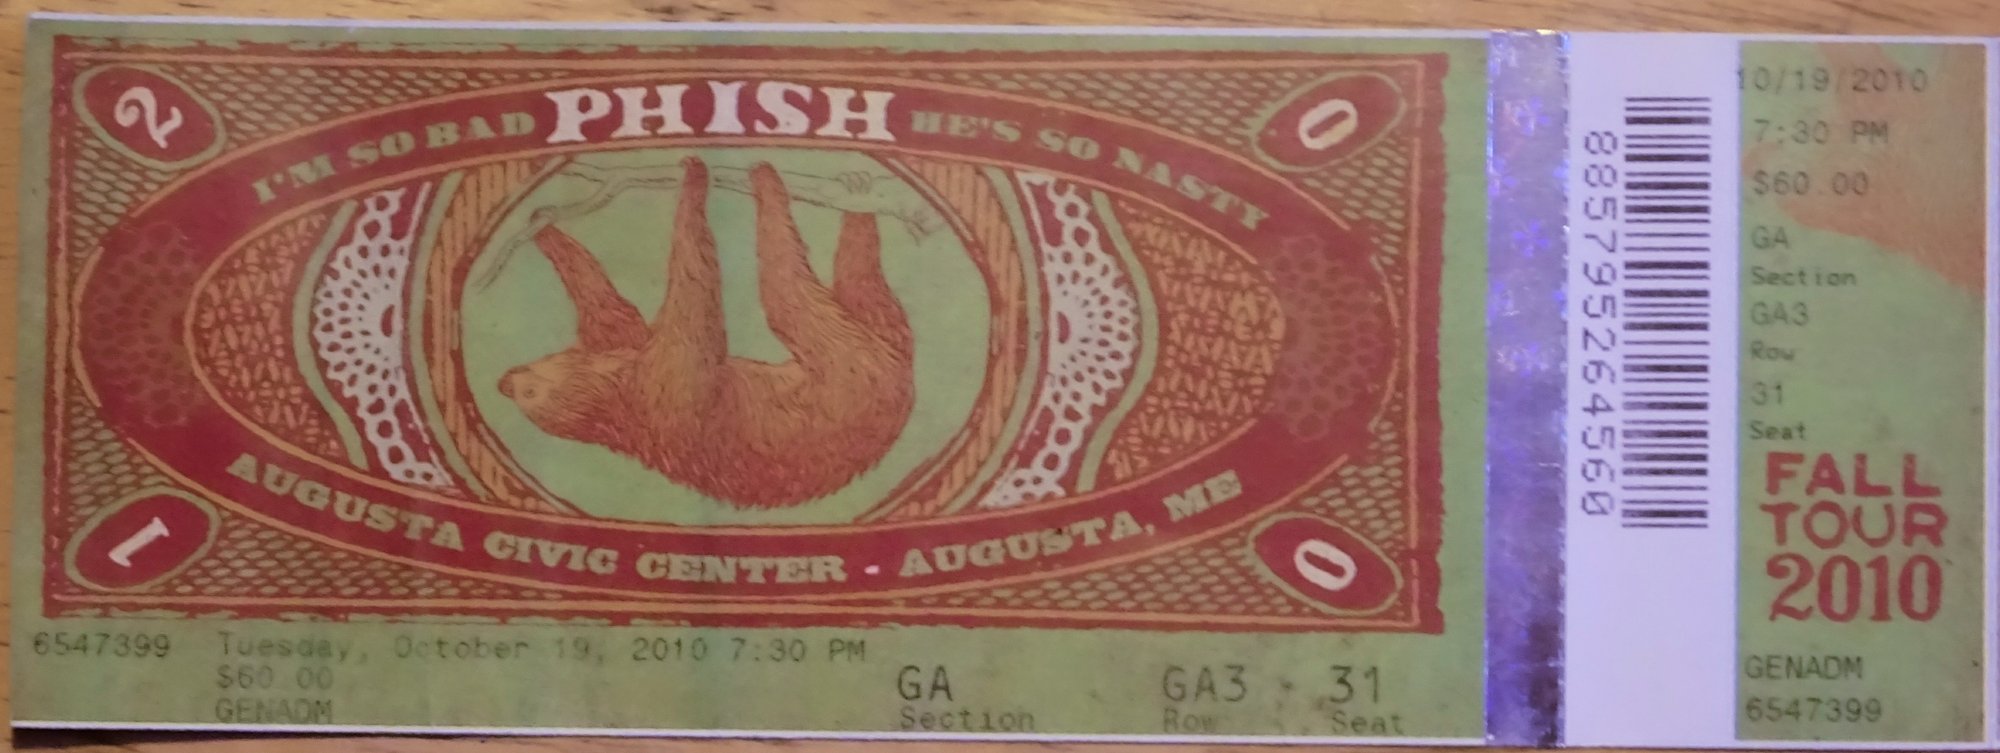 2
I'M SO BAD PHISH HE'S SO NASTY
0
AUGUSTA CIVIC CENTER - AUGUSTA, ME
1
0
6547399 Tuesday, October 19, 2010 7:30 PM
$60.00
GENADM
GA GA3 31
Section Row Seat
885795264560
10/19/2010
7:30 PM
$60.00
GA
Section
GA3
Row
31
Seat
FALL
TOUR
2010
GENADM
6547399